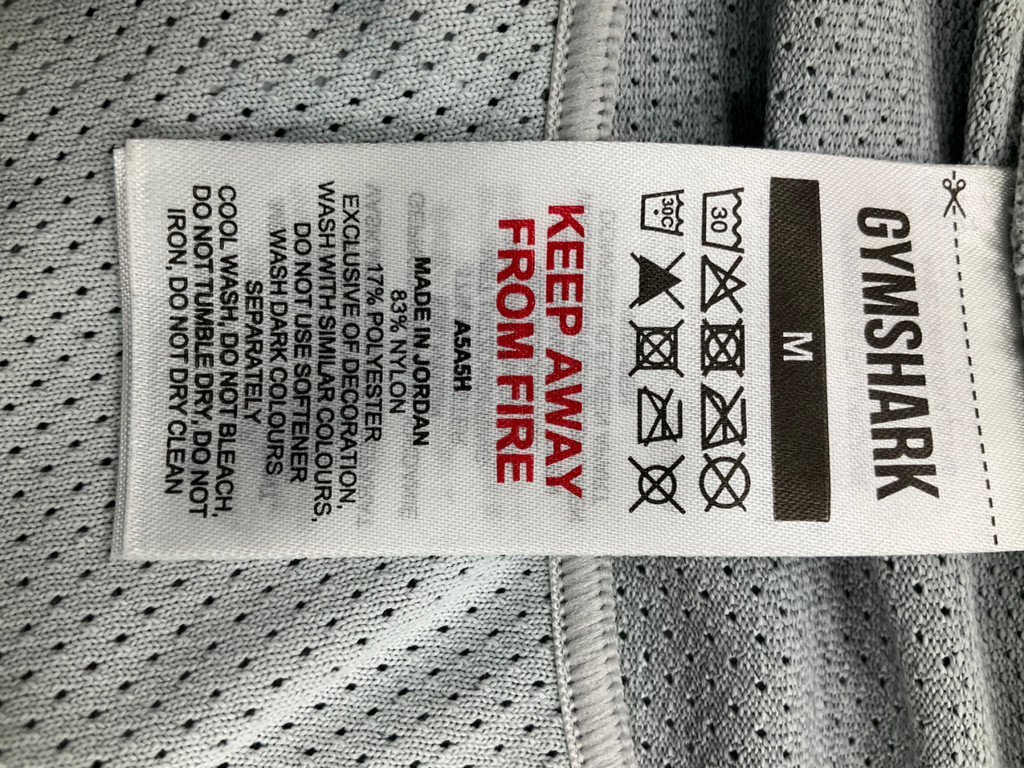 GYMSHARK
M
30
30C
KEEP AWAY
FROM FIRE
A5A5H
MADE IN JORDAN
83% NYLON
17% POLYESTER
EXCLUSIVE OF DECORATION,
WASH WITH SIMILAR COLOURS,
DO NOT USE SOFTENER
WASH DARK COLOURS
SEPARATELY
COOL WASH, DO NOT BLEACH,
DO NOT TUMBLE DRY, DO NOT
IRON, DO NOT DRY CLEAN